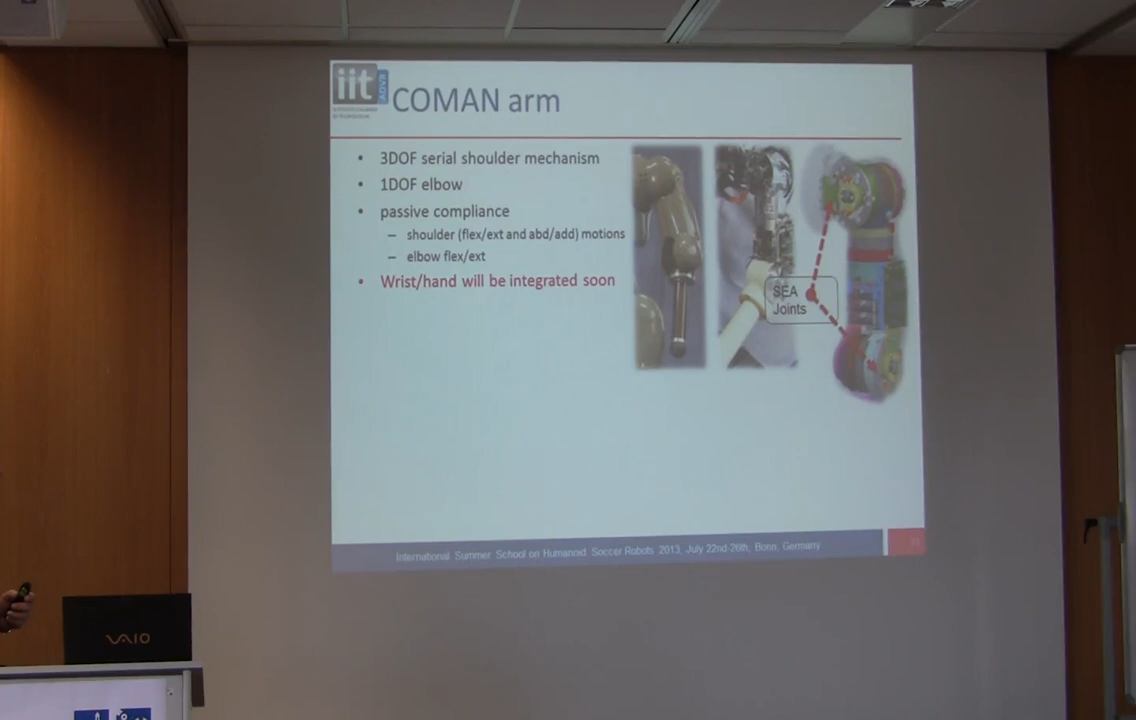 iit
ADVR
COMAN arm
• 3DOF serial shoulder mechanism
• 1DOF elbow
• passive compliance
– shoulder (flex/ext and abd/add) motions
– elbow flex/ext
• Wrist/hand will be integrated soon
SEA
Joints
International Summer School on Humanoid Soccer Robots 2013, July 22nd-26th, Bonn, Germany
VAIO